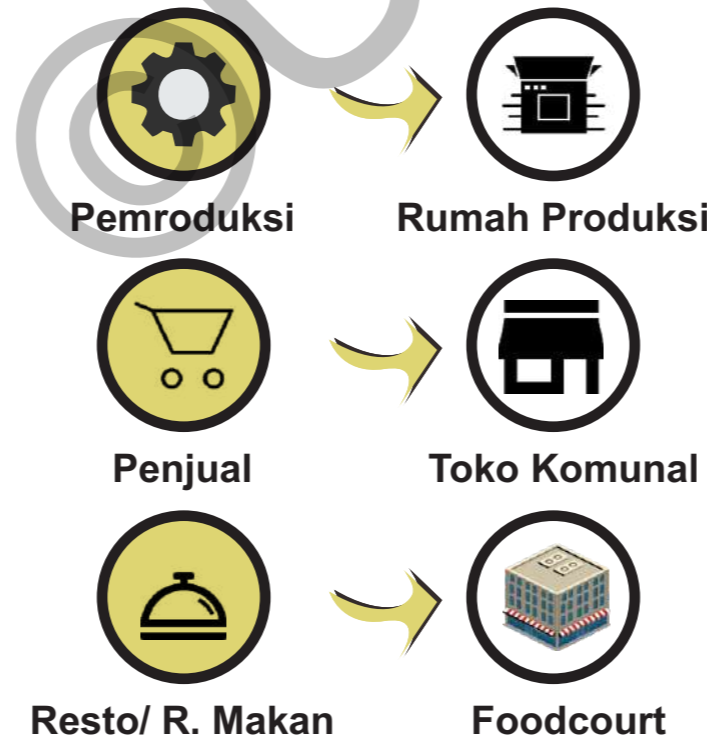 Pemroduksi Rumah Produksi
Penjual Toko Komunal
Resto/ R. Makan Foodcourt